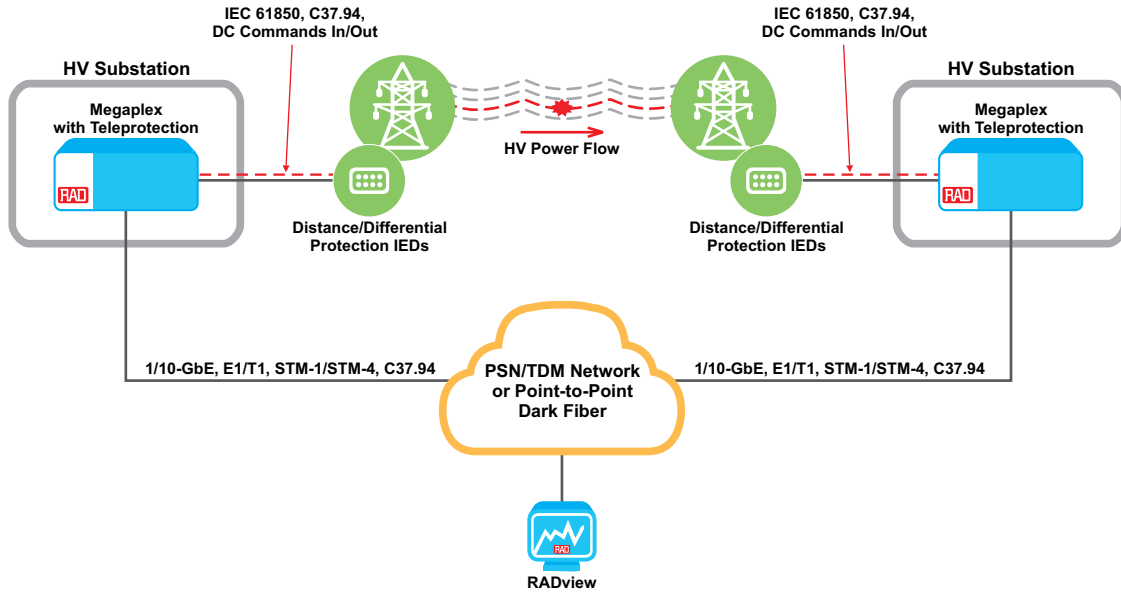 IEC 61850, C37.94,
DC Commands In/Out
IEC 61850, C37.94,
DC Commands In/Out
HV Substation
HV Substation
Megaplex
with Teleprotection
Megaplex
with Teleprotection
HV Power Flow
RAD
RAD
Distance/Differential
Protection IEDs
Distance/Differential
Protection IEDs
1/10-GbE, E1/T1, STM-1/STM-4, C37.94
PSN/TDM Network
or Point-to-Point
Dark Fiber
1/10-GbE, E1/T1, STM-1/STM-4, C37.94
RAD
RADview